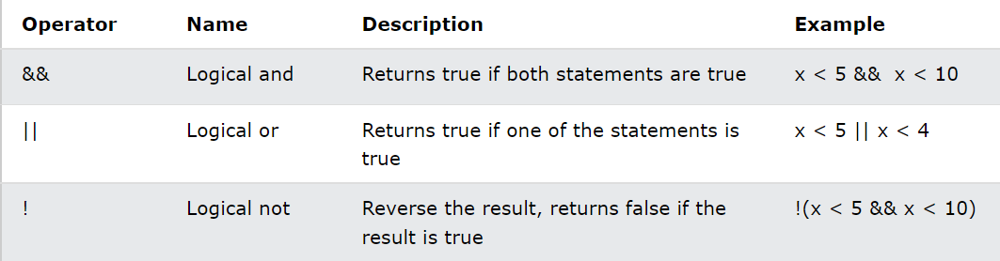 Operator Name Description Example
&& Logical and Returns true if both statements are true x < 5 &&  x < 10
|| Logical or Returns true if one of the statements is x < 5 || x < 4
true
! Logical not Reverse the result, returns false if the !(x < 5 && x < 10)
result is true